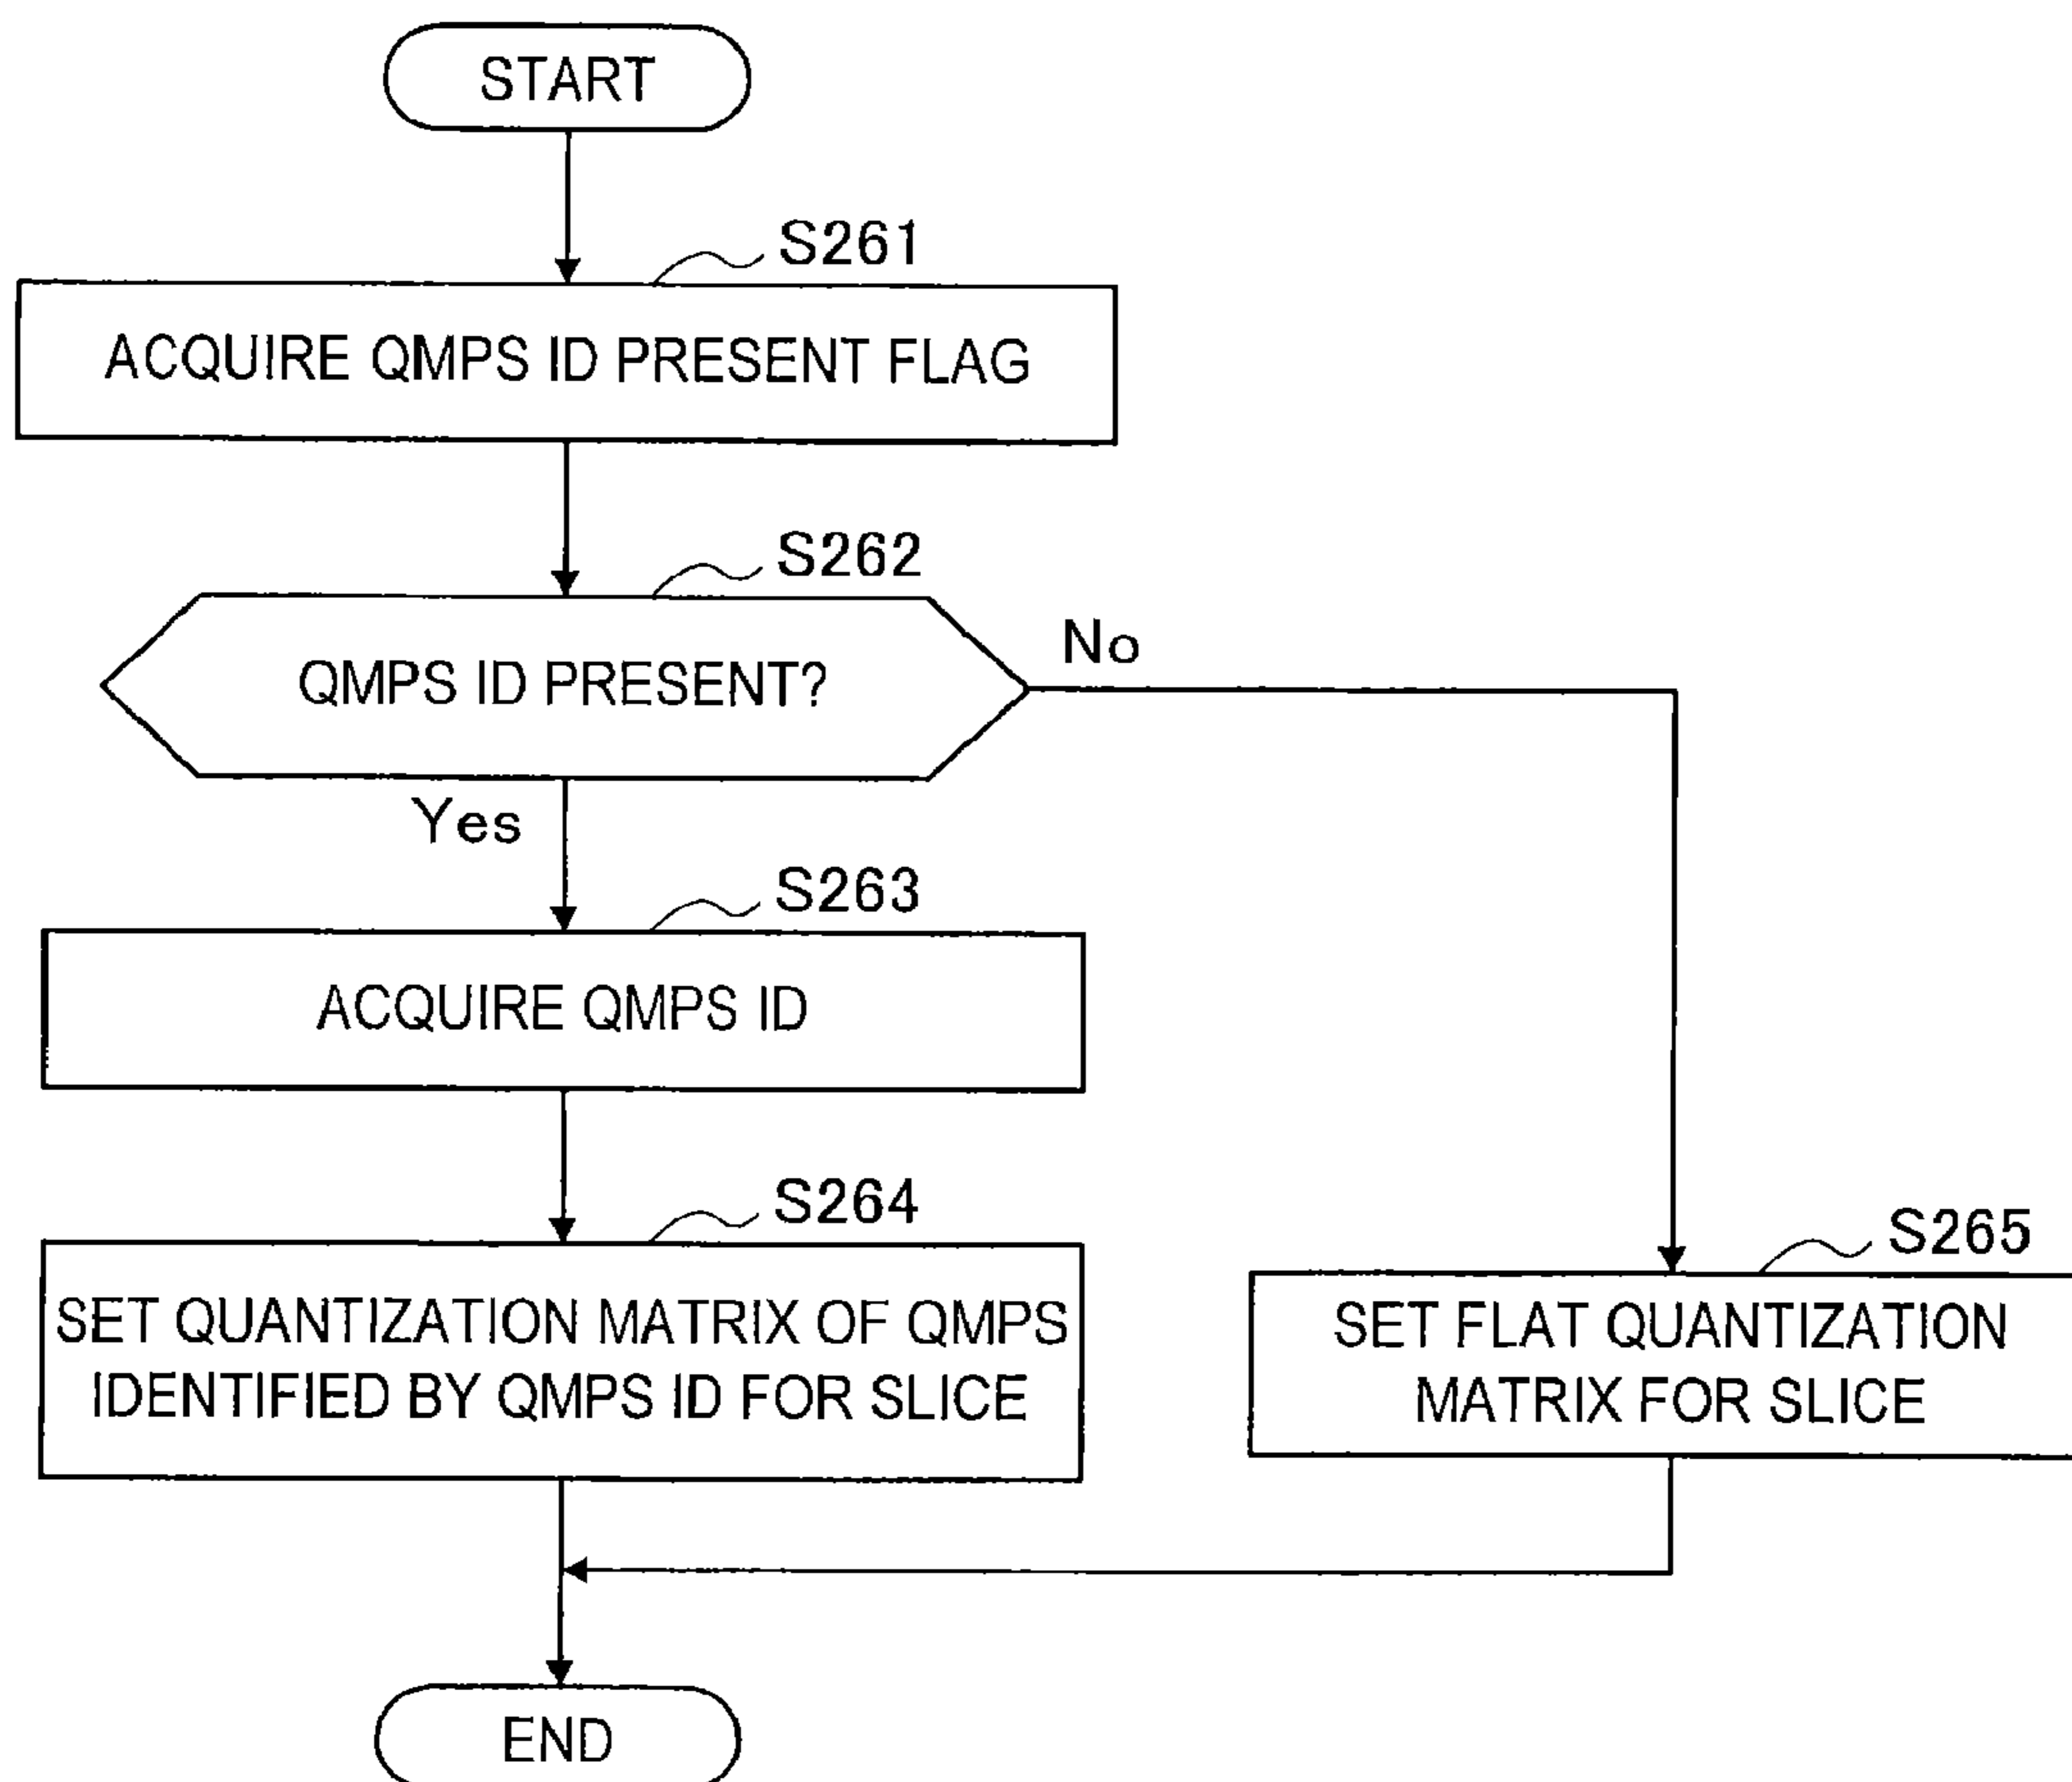 START
S261
ACQUIRE QMPS ID PRESENT FLAG
S262
QMPS ID PRESENT?
No
Yes
S263
ACQUIRE QMPS ID
S264
SET QUANTIZATION MATRIX OF QMPS
IDENTIFIED BY QMPS ID FOR SLICE
S265
SET FLAT QUANTIZATION
MATRIX FOR SLICE
END